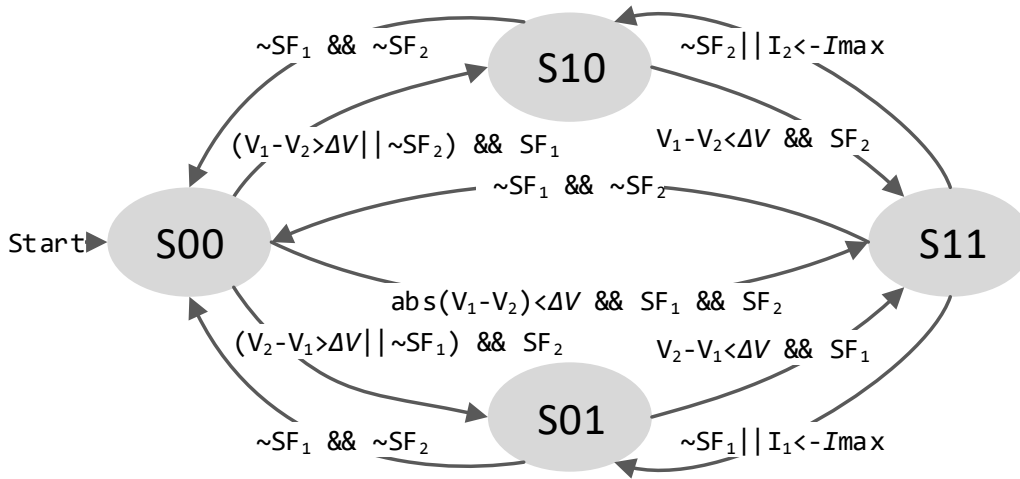 ~SF₁ && ~SF₂
S10
~SF₂||I₂<-Imax
(V₁-V₂>ΔV||~SF₂) && SF₁
V₁-V₂<ΔV && SF₂
~SF₁ && ~SF₂
Start
S00
S11
abs(V₁-V₂)<ΔV && SF₁ && SF₂
(V₂-V₁>ΔV||~SF₁) && SF₂
V₂-V₁<ΔV && SF₁
S01
~SF₁ && ~SF₂
~SF₁||I₁<-Imax